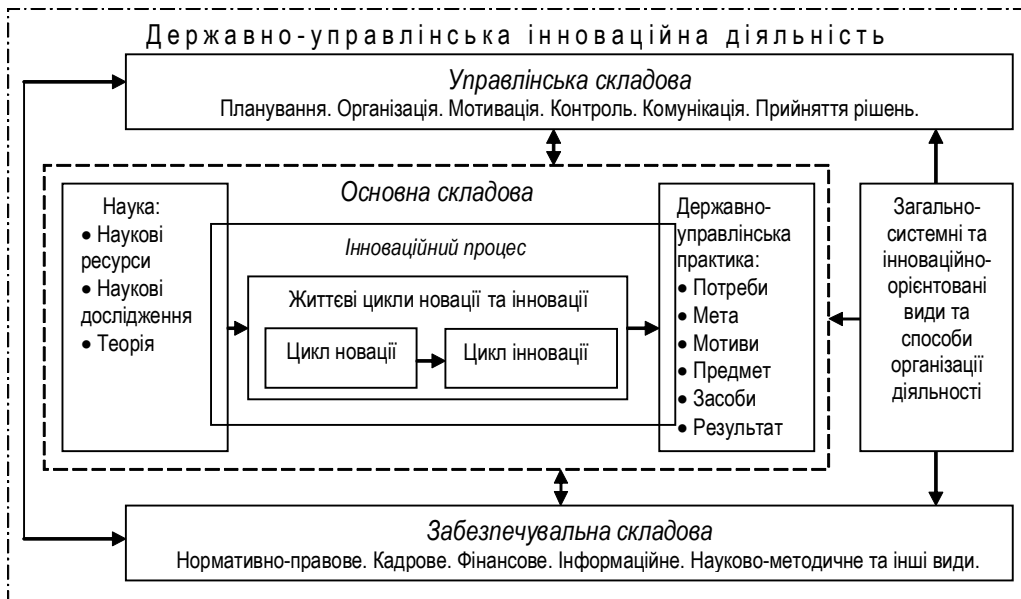 Державно-управлінська інноваційна діяльність
Управлінська складова
Планування. Організація. Мотивація. Контроль. Комунікація. Прийняття рішень.
Основна складова
Наука:
• Наукові
ресурси
• Наукові
дослідження
• Теорія
Інноваційний процес
Життєві цикли новації та інновації
Цикл новації
Цикл інновації
Державно-
управлінська
практика:
• Потреби
• Мета
• Мотиви
• Предмет
• Засоби
• Результат
Загально-
системні та
інноваційно-
орієнтовані
види та
способи
організації
діяльності
Забезпечувальна складова
Нормативно-правове. Кадрове. Фінансове. Інформаційне. Науково-методичне та інші види.